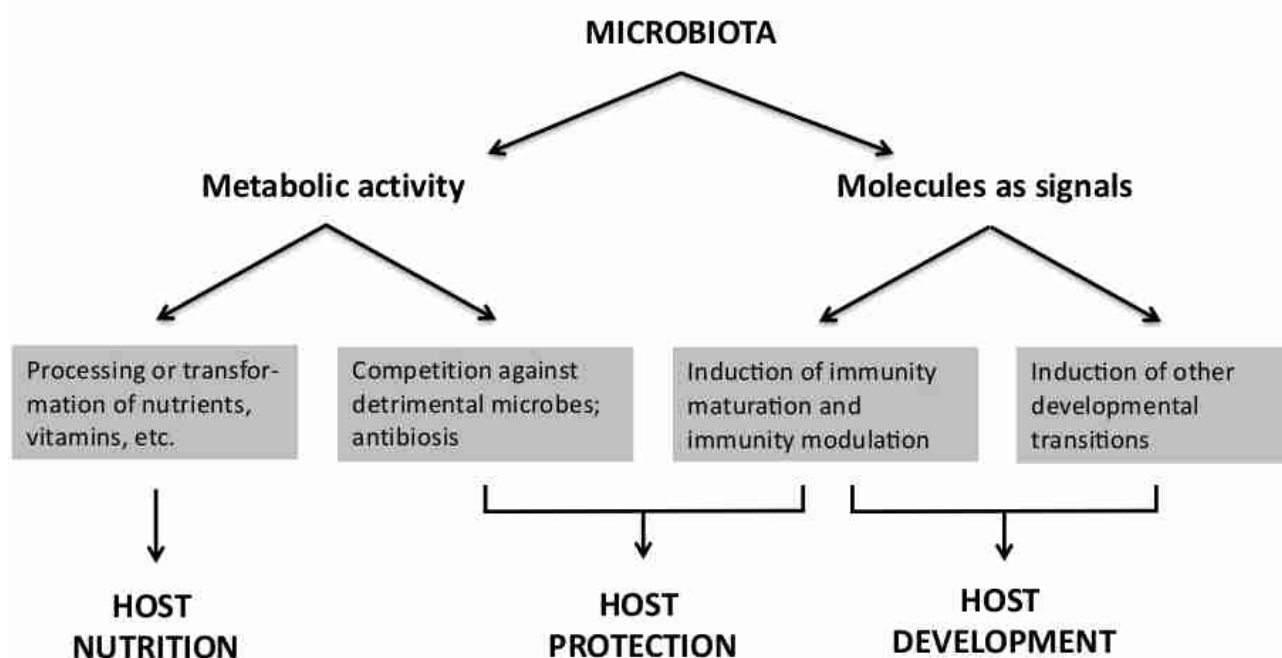 MICROBIOTA
Metabolic activity
Molecules as signals
Processing or transfor-
mation of nutrients,
vitamins, etc.
Competition against
detrimental microbes;
antibiosis
Induction of immunity
maturation and
immunity modulation
Induction of other
developmental
transitions
HOST
NUTRITION
HOST
PROTECTION
HOST
DEVELOPMENT